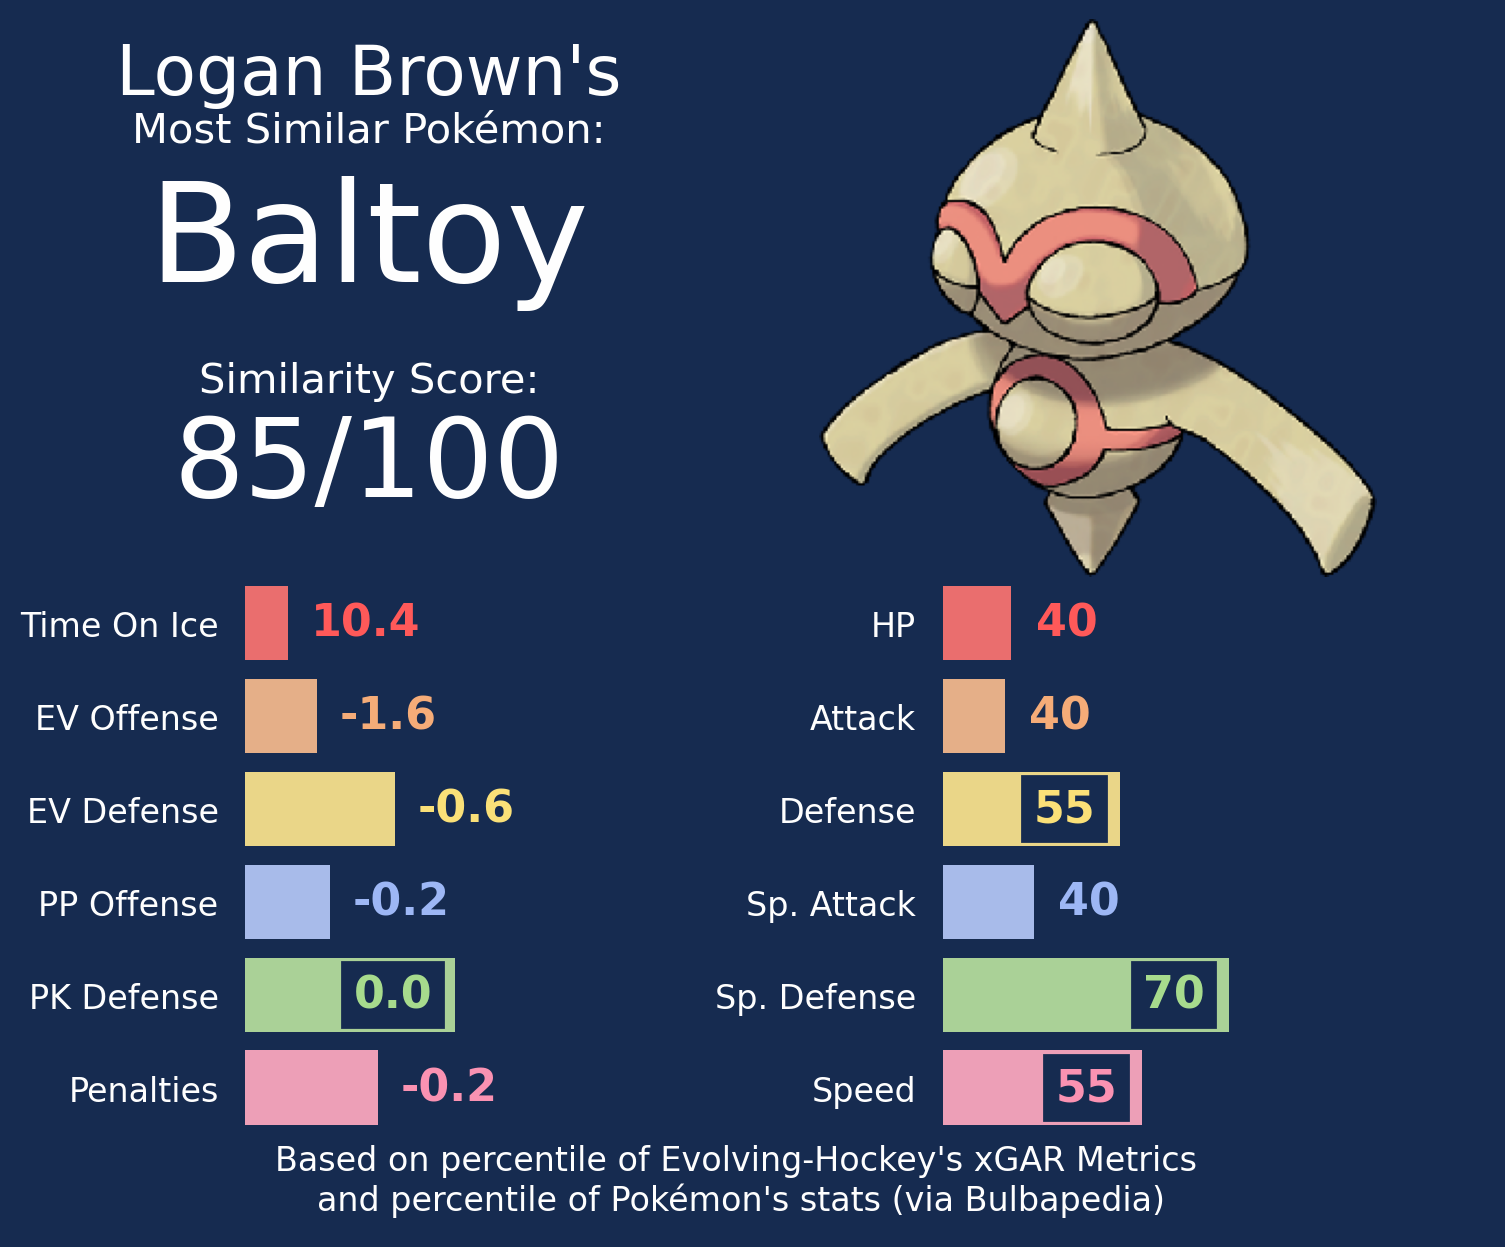 Logan Brown's
Most Similar Pokémon:
Baltoy
Similarity Score:
85/100
Time On Ice 10.4
EV Offense -1.6
EV Defense -0.6
PP Offense -0.2
PK Defense 0.0
Penalties -0.2
HP 40
Attack 40
Defense 55
Sp. Attack 40
Sp. Defense 70
Speed 55
Based on percentile of Evolving-Hockey's xGAR Metrics
and percentile of Pokémon's stats (via Bulbapedia)